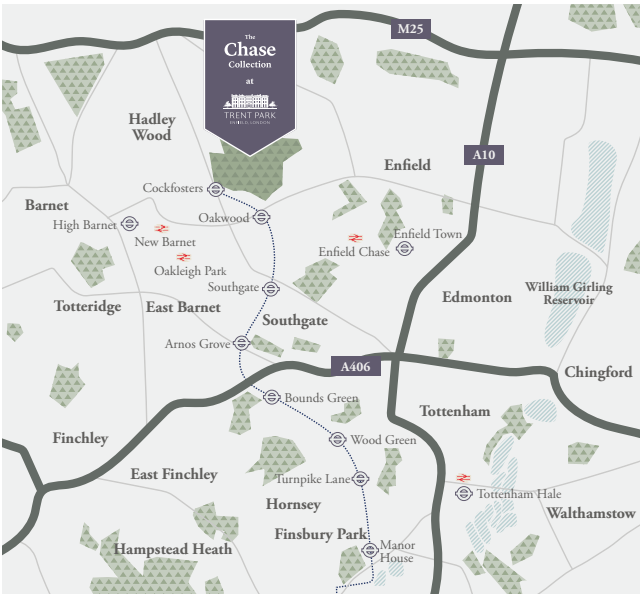 M25
The
Chase
Collection
at
TRENT PARK
ENFIELD, LONDON
Hadley
Wood
A10
Enfield
Cockfosters
Barnet
High Barnet
Oakwood
New Barnet
Enfield Town
Enfield Chase
Oakleigh Park
Southgate
William Girling
Reservoir
Edmonton
Totteridge
East Barnet
Southgate
Arnos Grove
A406
Chingford
Bounds Green
Tottenham
Finchley
Wood Green
East Finchley
Turnpike Lane
Tottenham Hale
Hornsey
Walthamstow
Finsbury Park
Manor
House
Hampstead Heath